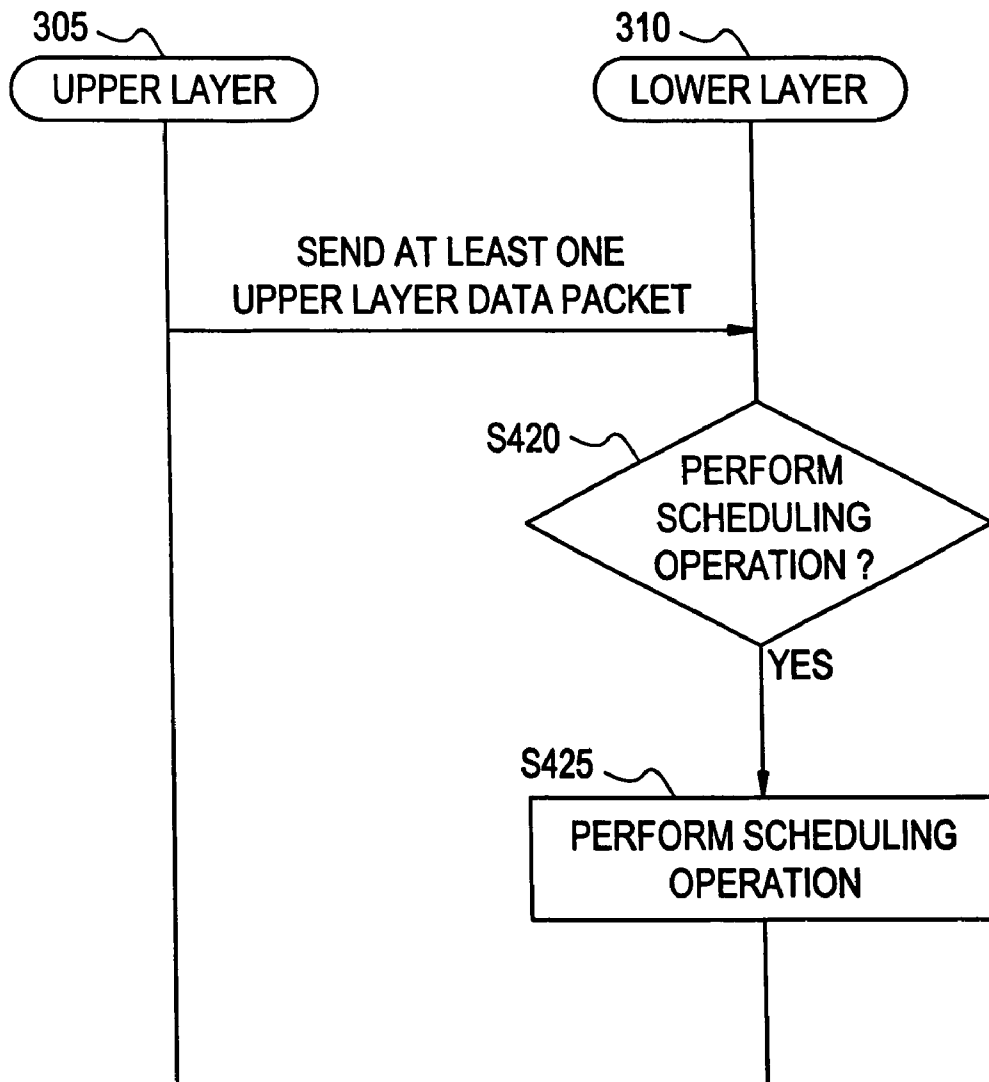 305
310
UPPER LAYER
LOWER LAYER
SEND AT LEAST ONE
UPPER LAYER DATA PACKET
S420
PERFORM
SCHEDULING
OPERATION ?
YES
S425
PERFORM SCHEDULING
OPERATION